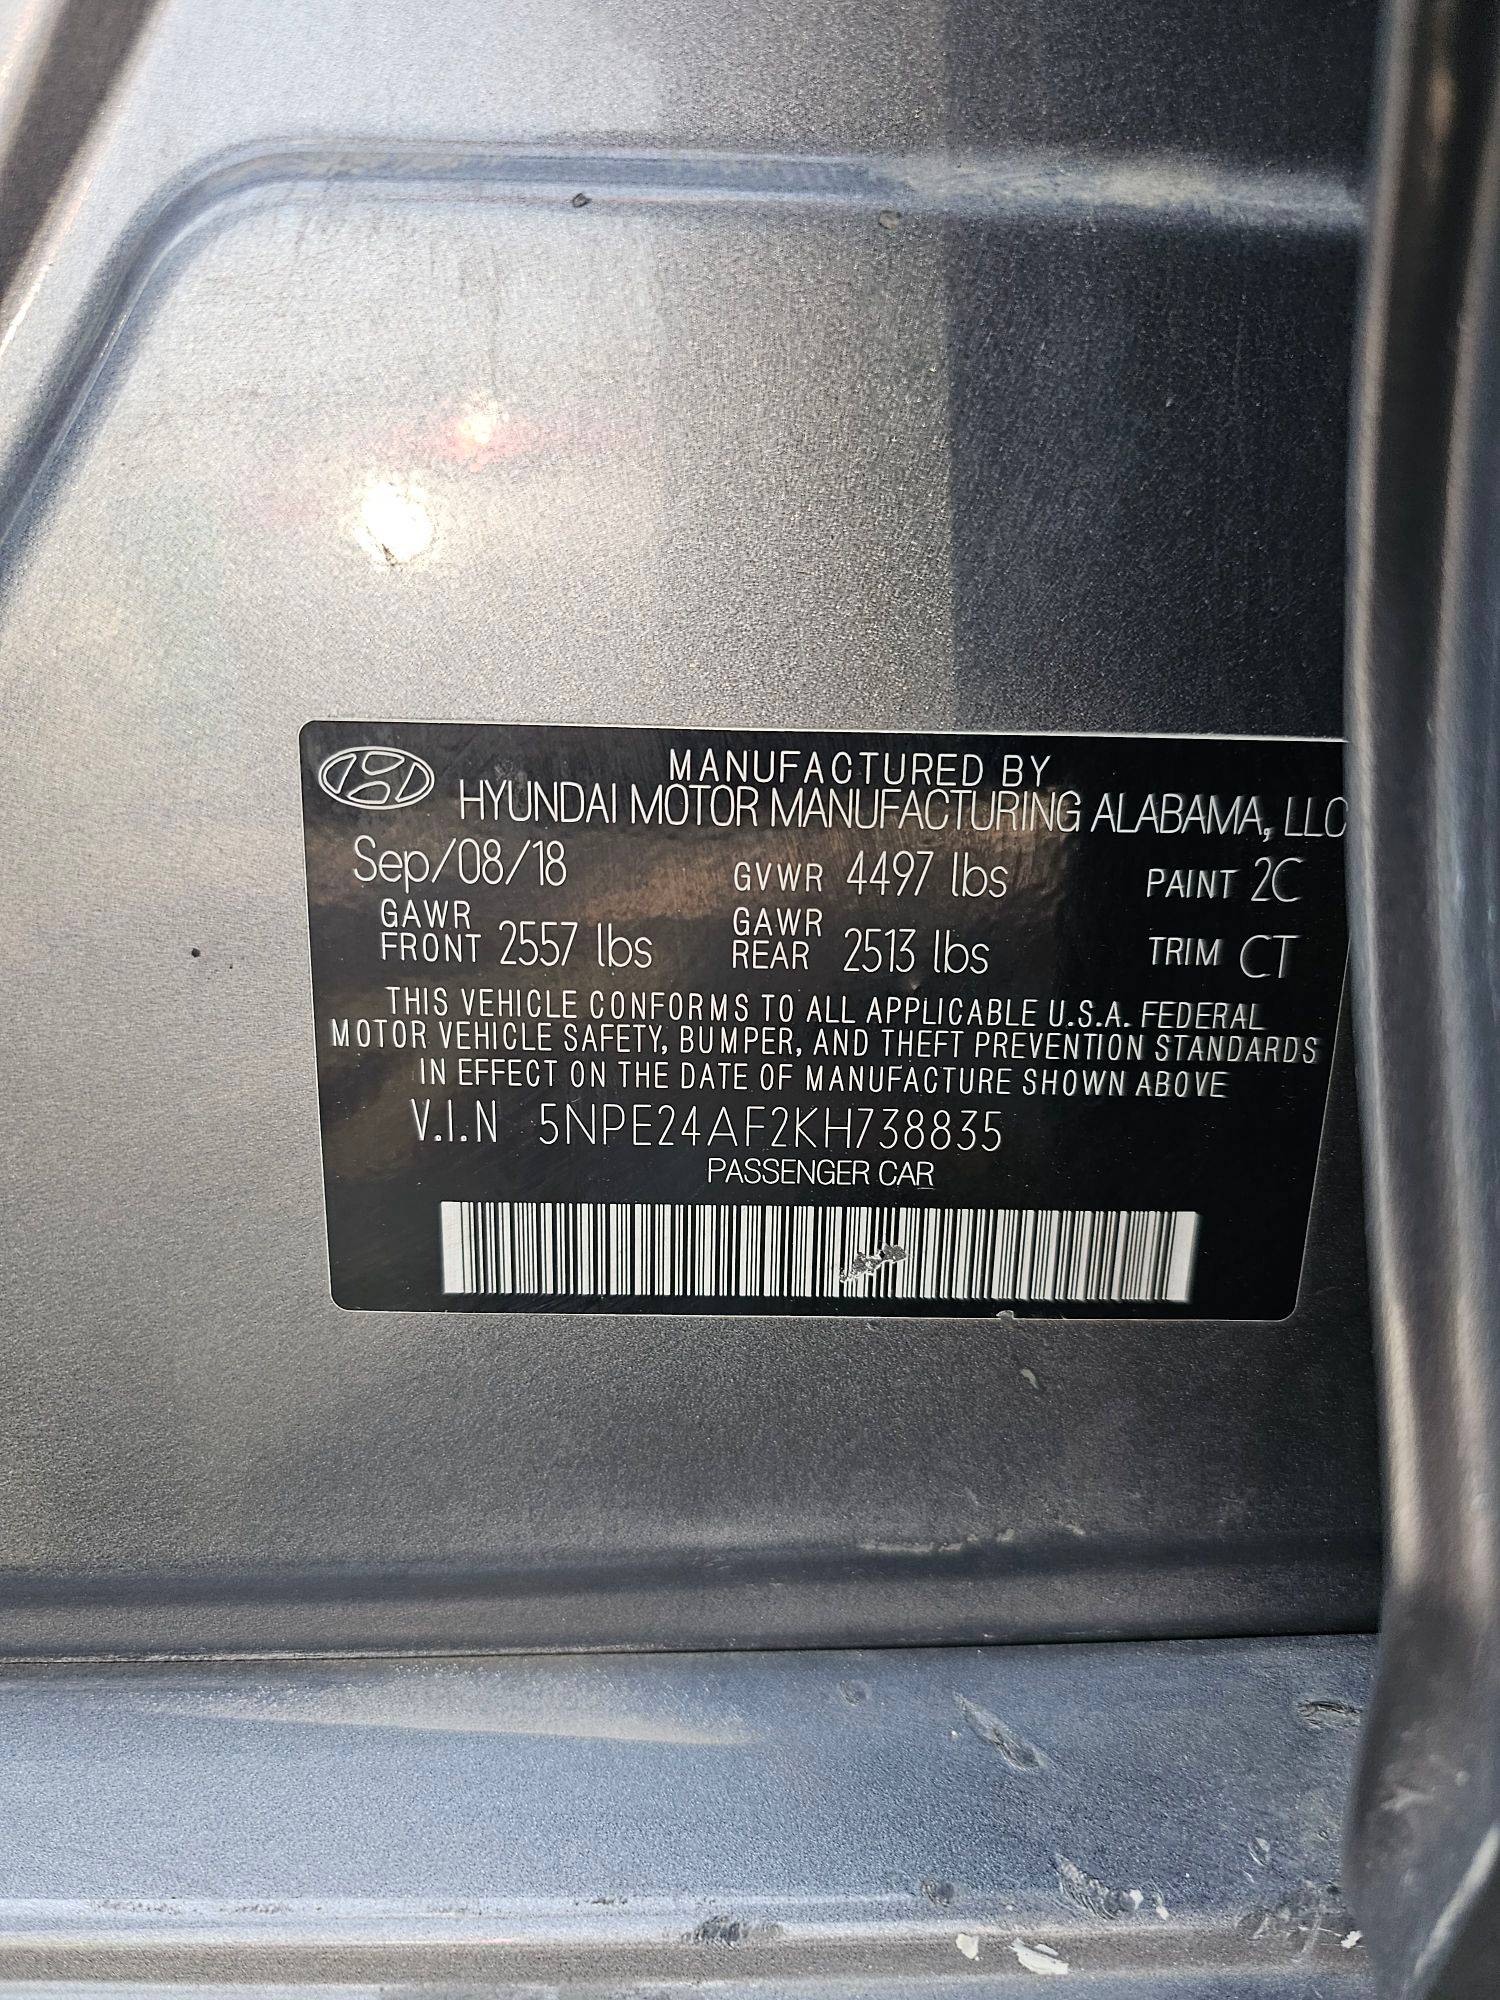 MANUFACTURED BY
HYUNDAI MOTOR MANUFACTURING ALABAMA, LLC
Sep/08/18 GVWR 4497 lbs PAINT 2C
GAWR FRONT 2557 lbs GAWR REAR 2513 lbs TRIM CT
THIS VEHICLE CONFORMS TO ALL APPLICABLE U.S.A. FEDERAL
MOTOR VEHICLE SAFETY, BUMPER, AND THEFT PREVENTION STANDARDS
IN EFFECT ON THE DATE OF MANUFACTURE SHOWN ABOVE
V.I.N 5NPE24AF2KH738835
PASSENGER CAR